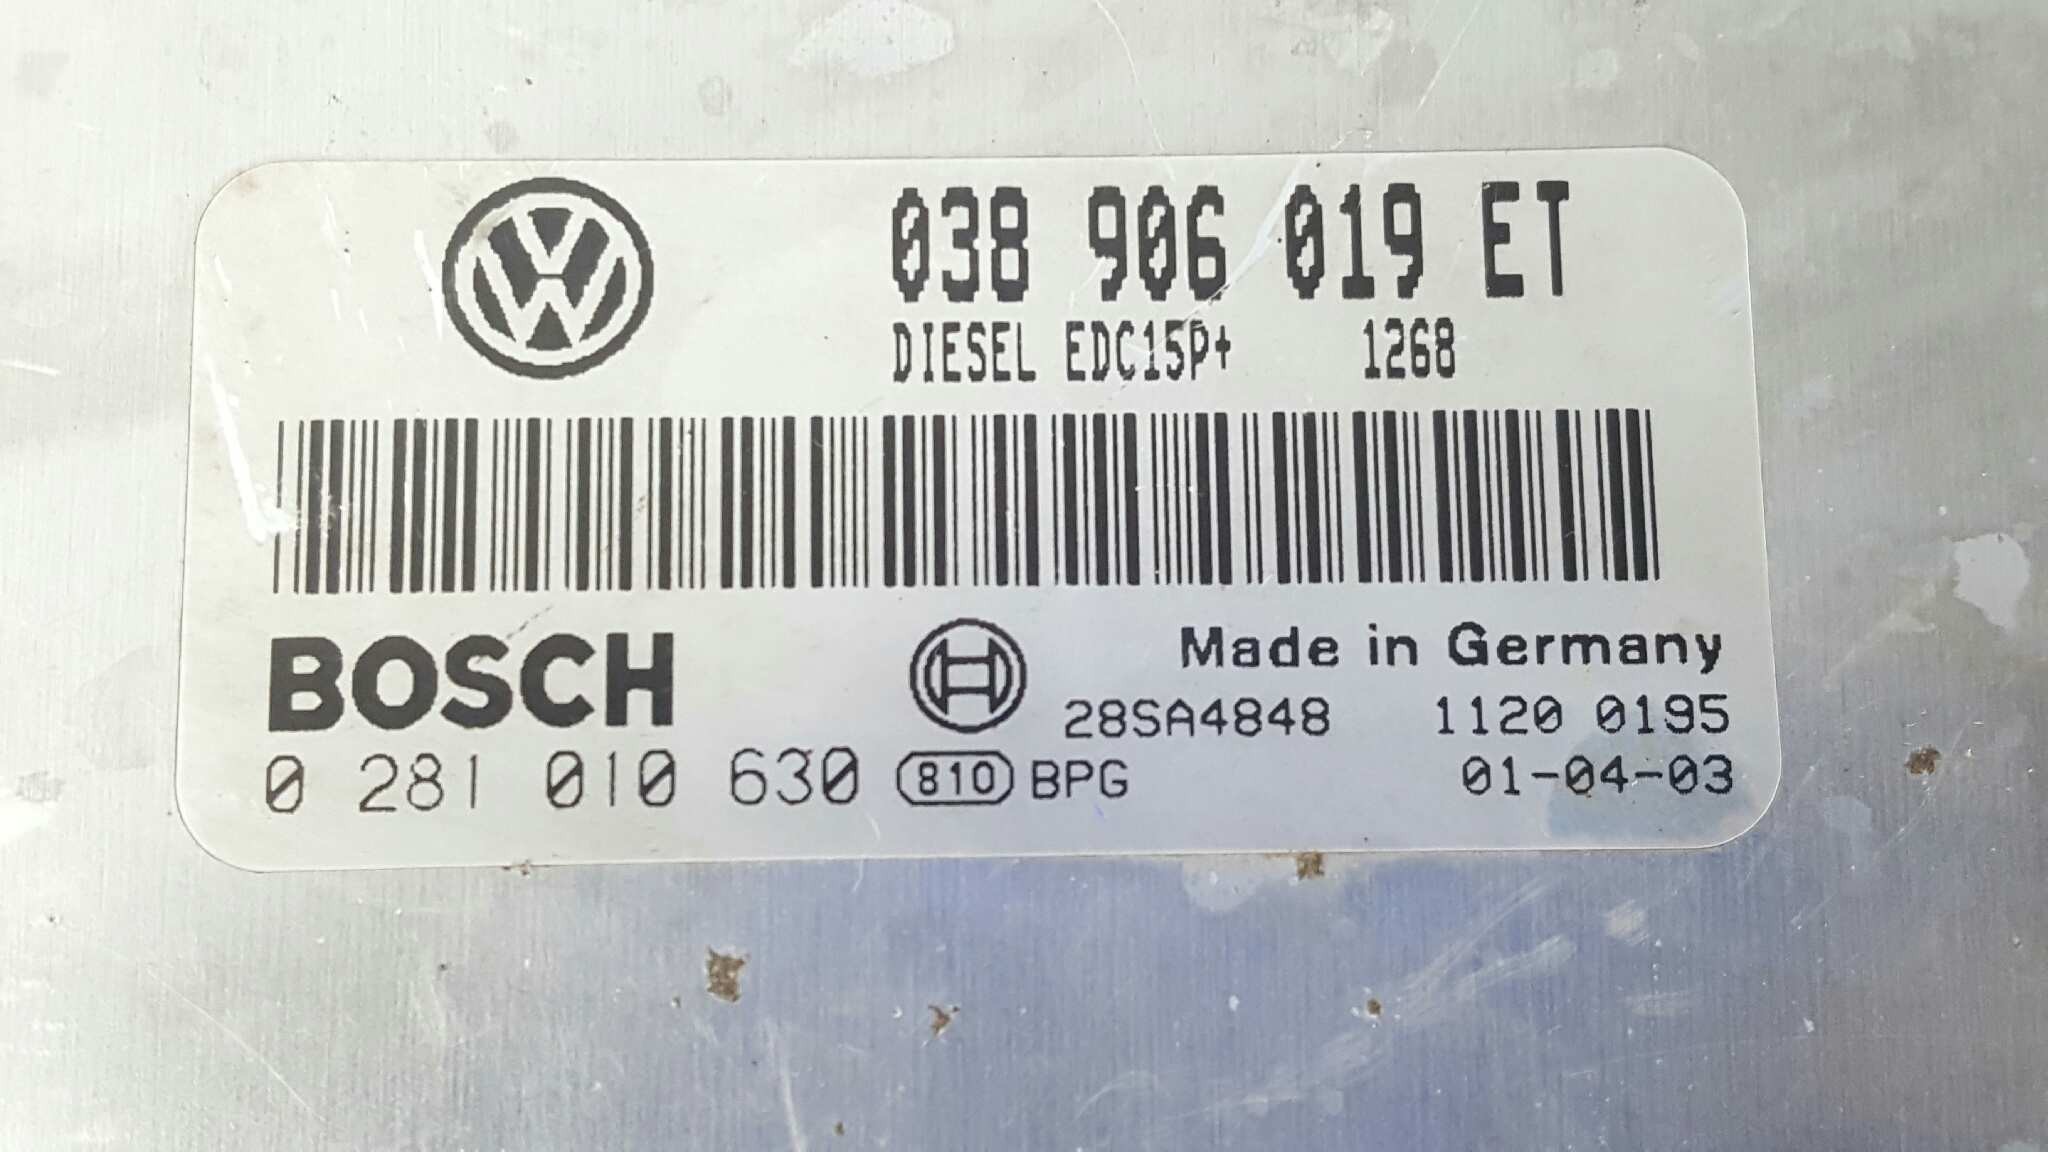 038 906 019 ET
DIESEL EDC15P+ 1268
BOSCH
Made in Germany
28SA4848 1120 0195
0 281 010 630 810 BPG 01-04-03